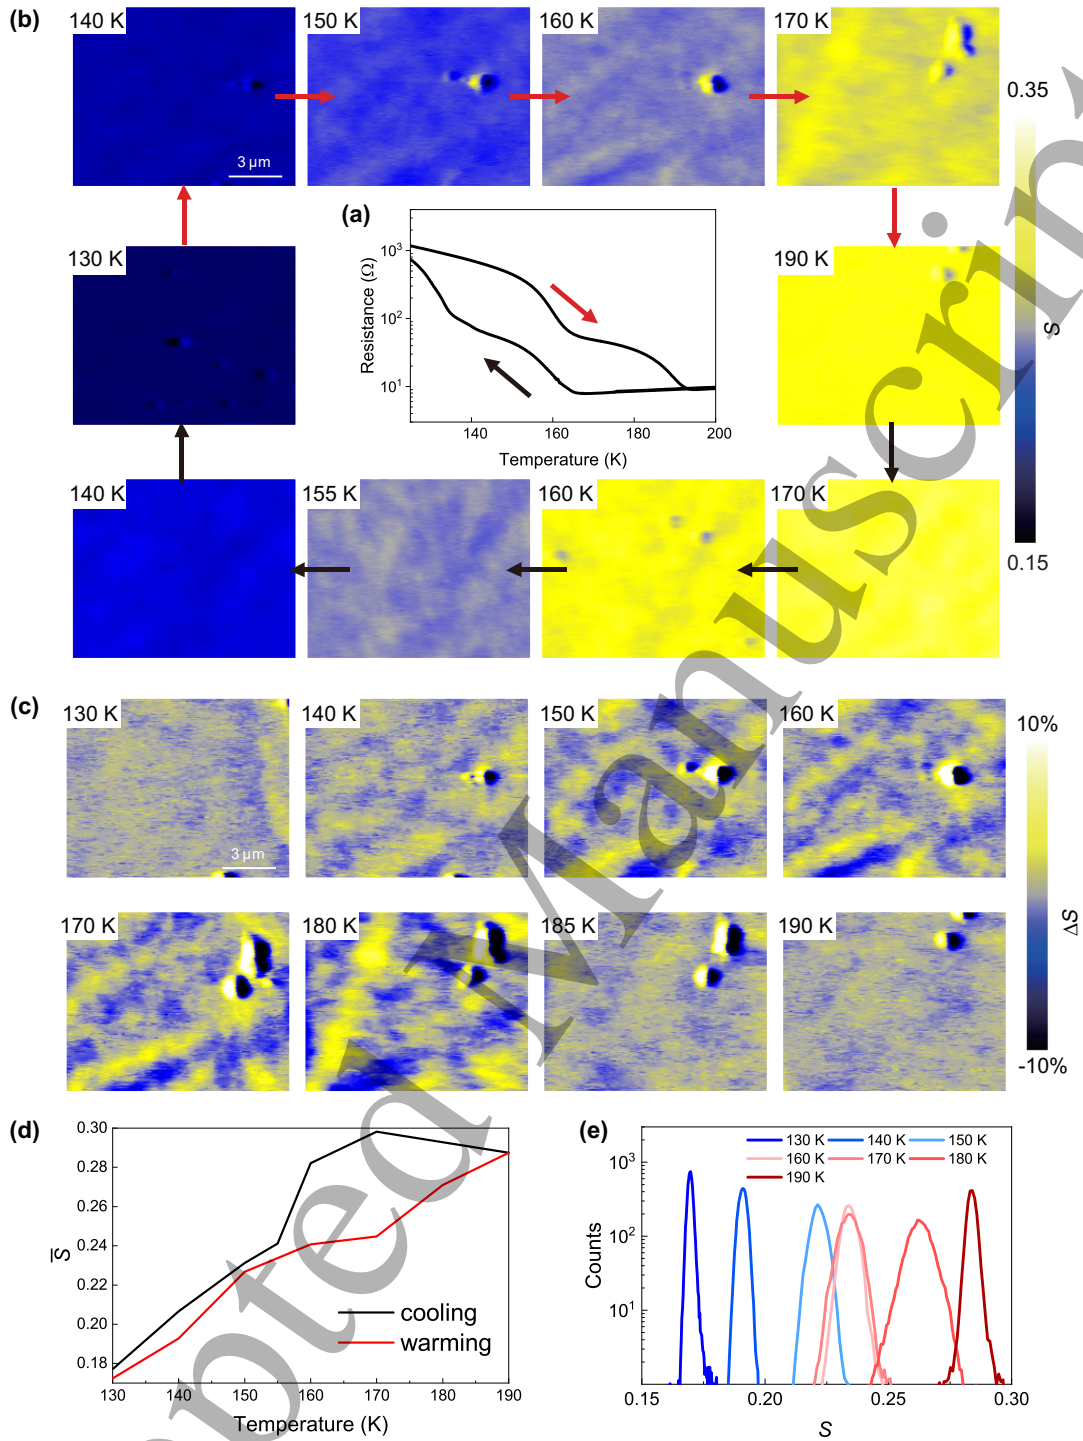 (b)
140 K
150 K
160 K
170 K
3 µm
0.35
S
0.15
130 K
190 K
(a)
Resistance (Ω)
10³
10²
10¹
140 160 180 200
Temperature (K)
140 K
155 K
160 K
170 K
(c)
130 K
140 K
150 K
160 K
3 µm
10%
ΔS
-10%
170 K
180 K
185 K
190 K
(d)
S̅
0.30
0.28
0.26
0.24
0.22
0.20
0.18
cooling
warming
130 140 150 160 170 180 190
Temperature (K)
(e)
Counts
10³
10²
10¹
130 K 140 K 150 K
160 K 170 K 180 K
190 K
0.15 0.20 0.25 0.30
S
epted Manuscript